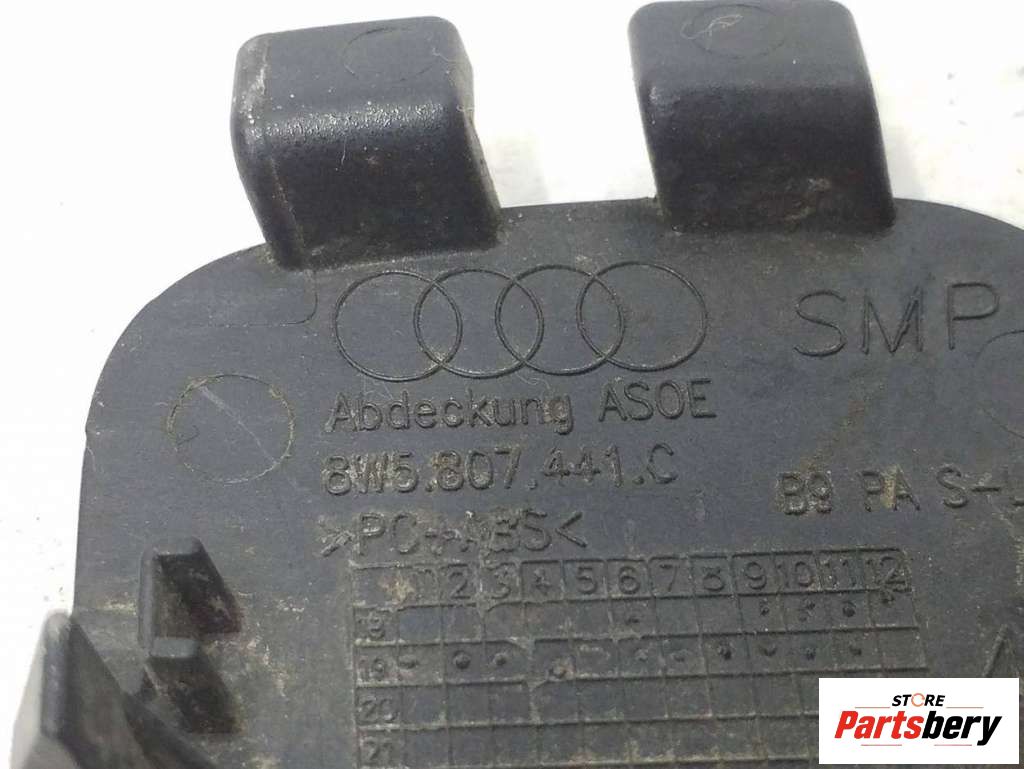 SMP
Abdeckung ASOE
8W5.807.441.C
B9 PA S-L
>PC+ABS<
1 2 3 4 5 6 7 8 9 10 11 12
19
20
21
STORE
Partsbery